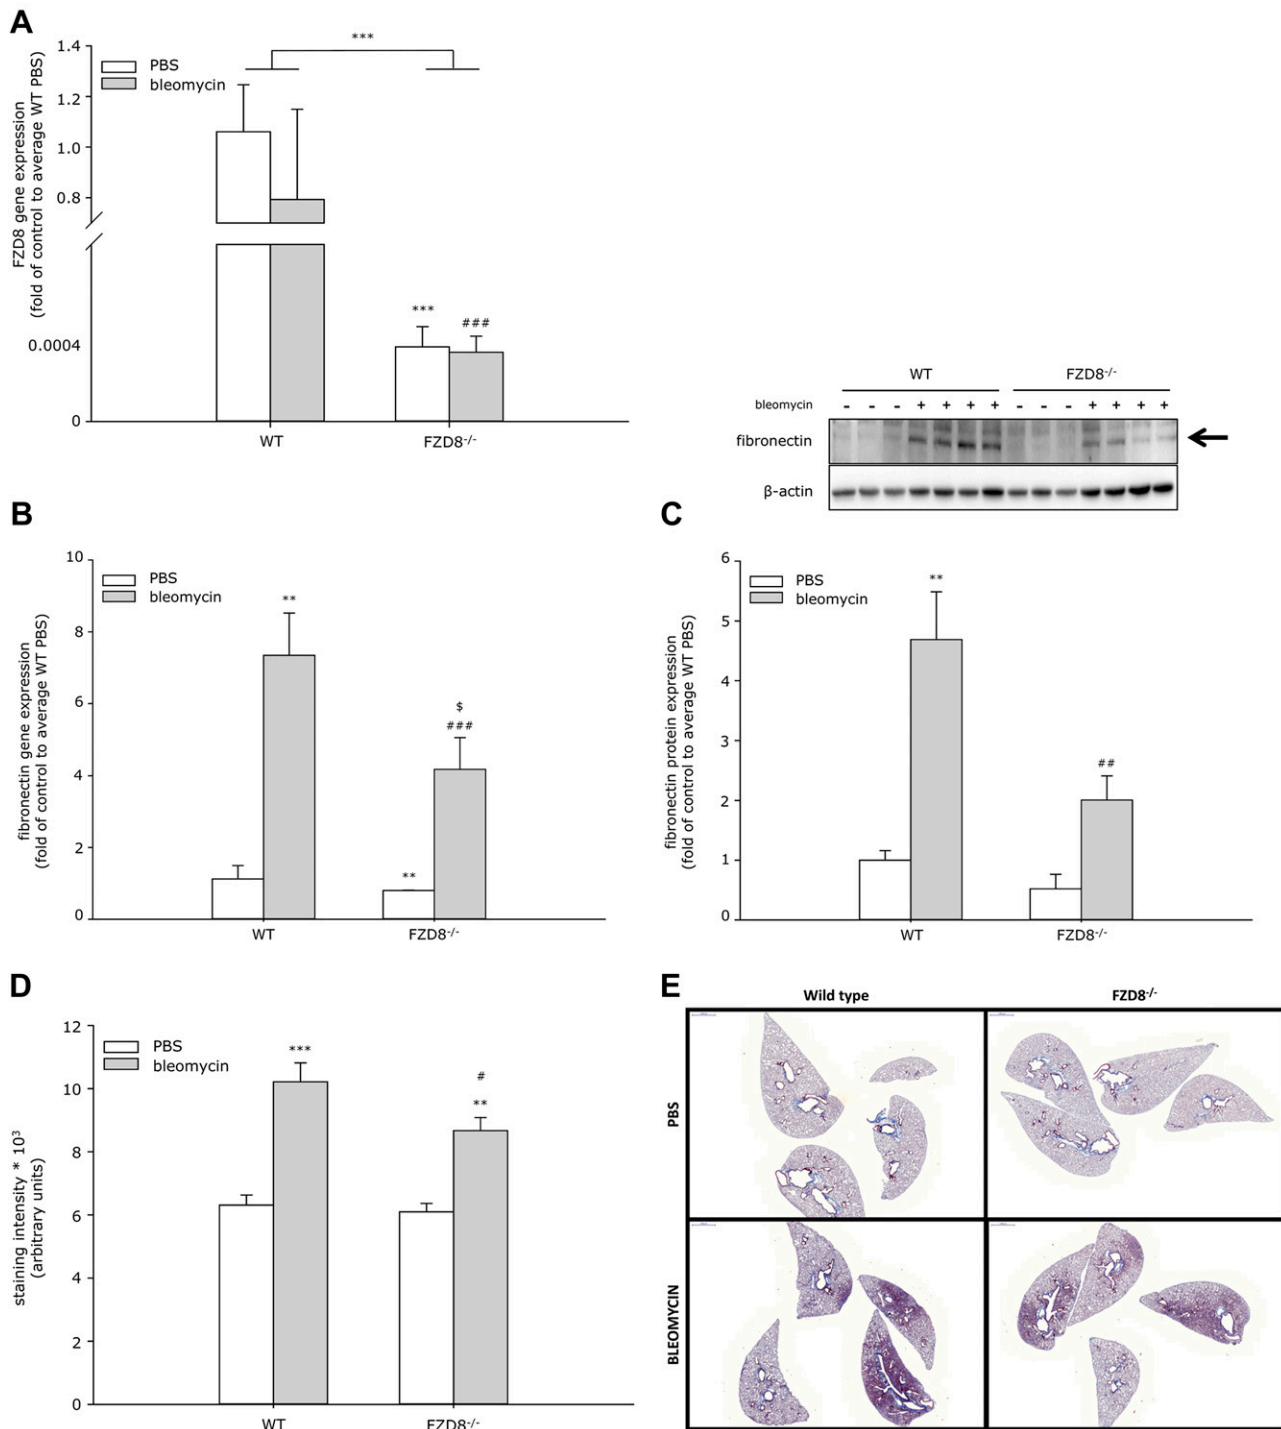 A
FZD8 gene expression
(fold of control to average WT PBS)
1.4
1.2
1.0
0.8
0.0004
0
PBS
bleomycin
***
***
###
WT
FZD8-/-
WT
FZD8-/-
bleomycin
- - - + + + + - - - + + + +
fibronectin
β-actin
B
fibronectin gene expression
(fold of control to average WT PBS)
10
8
6
4
2
0
PBS
bleomycin
**
**
$
###
WT
FZD8-/-
C
fibronectin protein expression
(fold of control to average WT PBS)
6
5
4
3
2
1
0
PBS
bleomycin
**
##
WT
FZD8-/-
D
staining intensity * 10³
(arbitrary units)
12
10
8
6
4
2
0
PBS
bleomycin
***
#
**
WT
FZD8-/-
E
Wild type
FZD8-/-
PBS
BLEOMYCIN